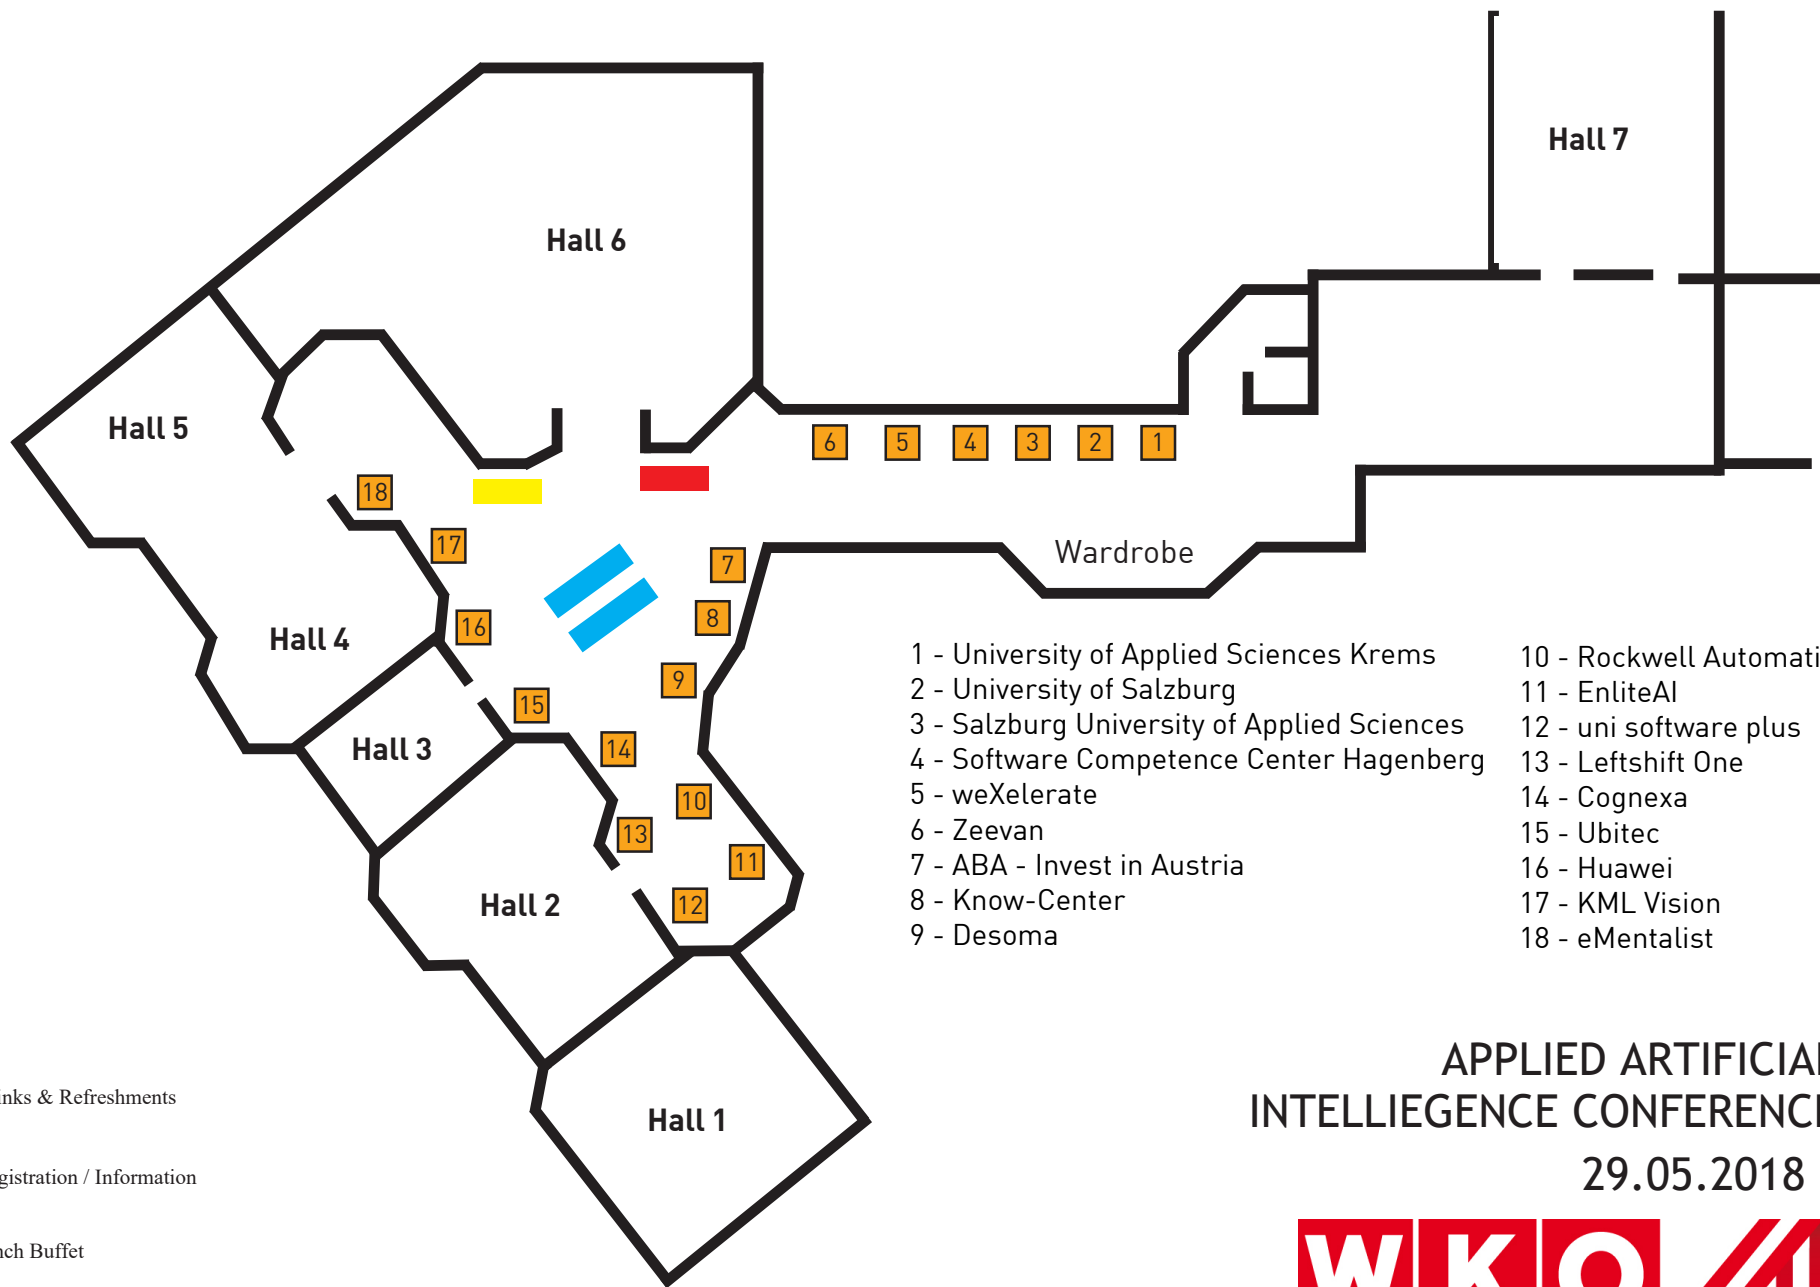 Hall 7
Hall 6
Hall 5
6 5 4 3 2 1
18
17
7
Wardrobe
8
16
Hall 4
9
15
Hall 3
14
10
13
11
Hall 2
12
Hall 1
1 - University of Applied Sciences Krems
2 - University of Salzburg
3 - Salzburg University of Applied Sciences
4 - Software Competence Center Hagenberg
5 - weXelerate
6 - Zeevan
7 - ABA - Invest in Austria
8 - Know-Center
9 - Desoma
10 - Rockwell Automati
11 - EnliteAI
12 - uni software plus
13 - Leftshift One
14 - Cognexa
15 - Ubitec
16 - Huawei
17 - KML Vision
18 - eMentalist
inks & Refreshments
gistration / Information
nch Buffet
APPLIED ARTIFICIAL
INTELLIEGENCE CONFERENCE
29.05.2018
WKO